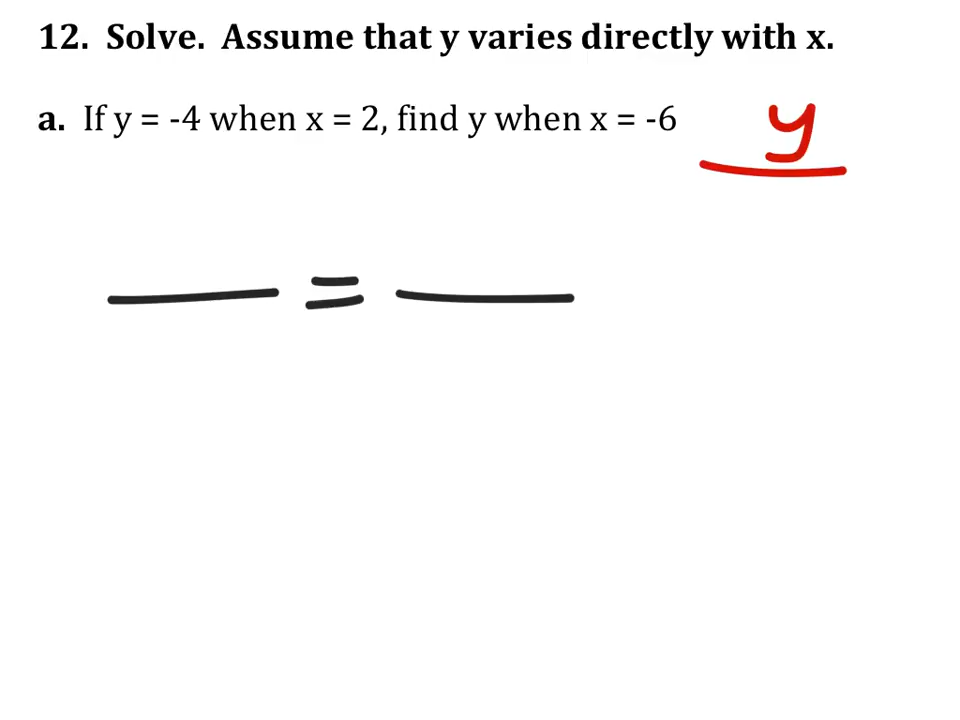 12. Solve. Assume that y varies directly with x.
a. If y = -4 when x = 2, find y when x = -6
y
=